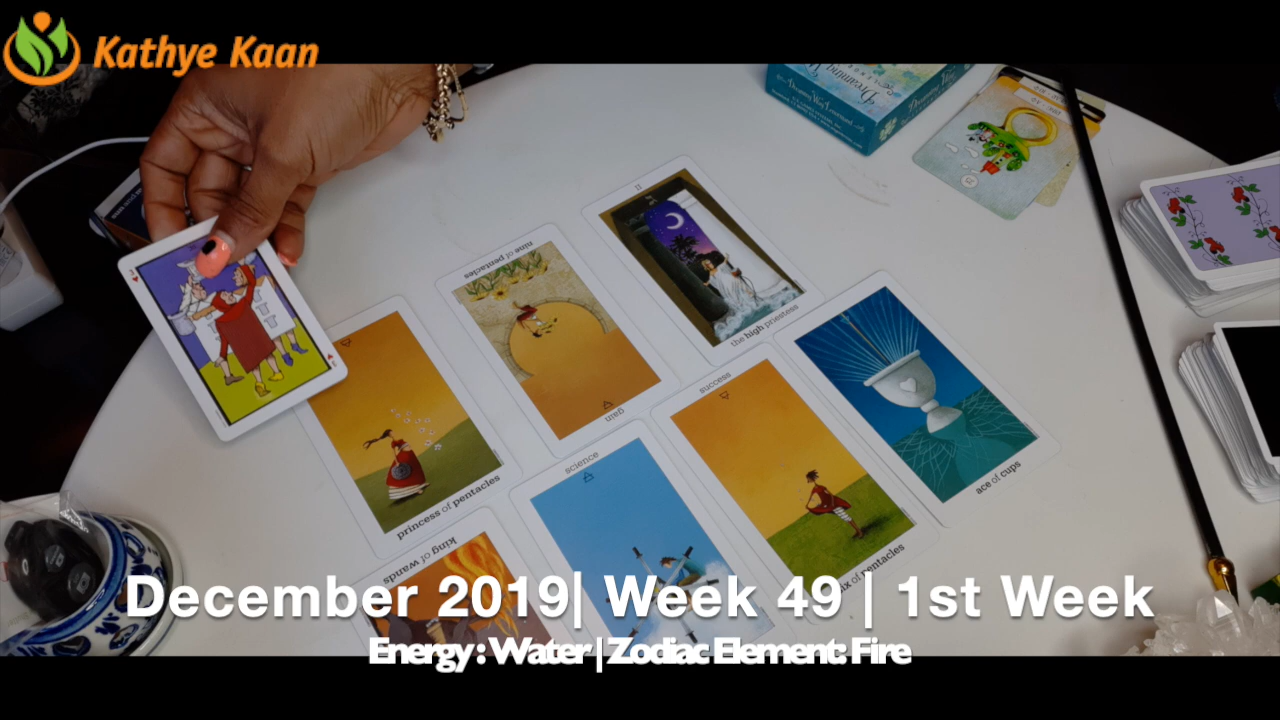 Kathye Kaan
II
nine of pentacles
the high priestess
success
gain
science
princess of pentacles
king of wands
ace of cups
of pentacles
December 2019| Week 49 | 1st Week
Energy : Water | Zodiac Element: Fire